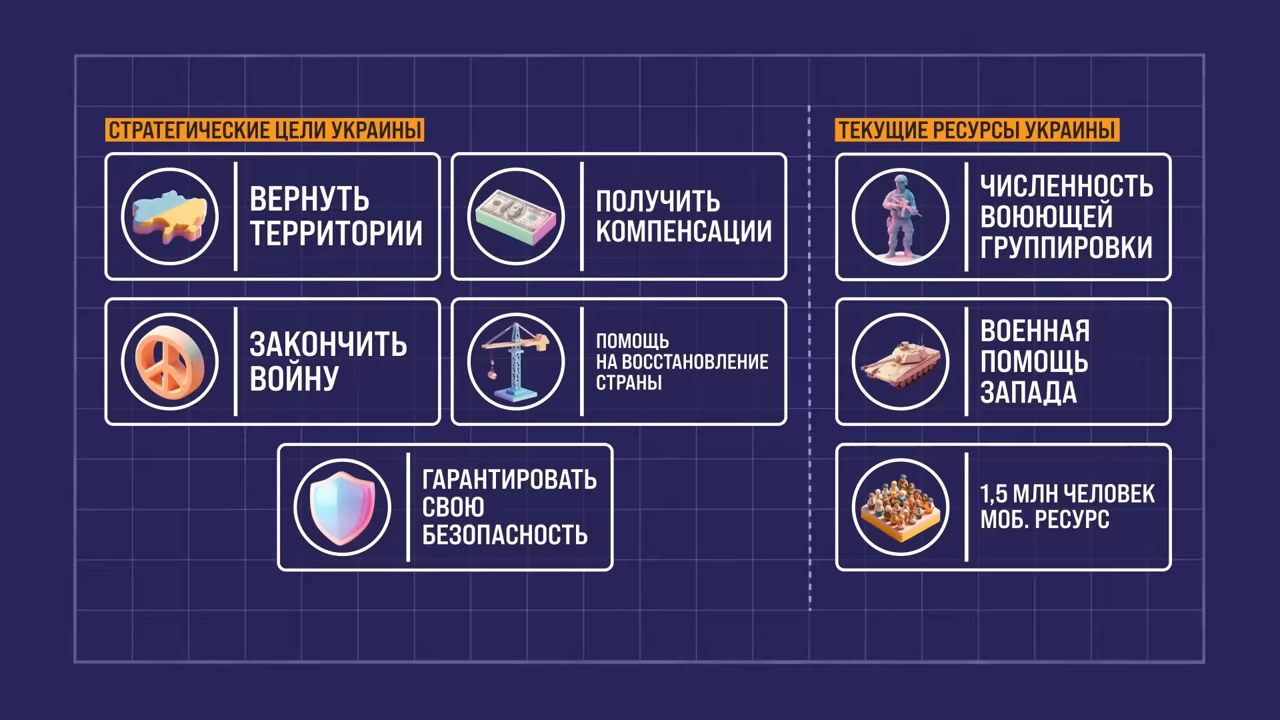 СТРАТЕГИЧЕСКИЕ ЦЕЛИ УКРАИНЫ
ВЕРНУТЬ
ТЕРРИТОРИИ
ПОЛУЧИТЬ
КОМПЕНСАЦИИ
ЗАКОНЧИТЬ
ВОЙНУ
ПОМОЩЬ
НА ВОССТАНОВЛЕНИЕ
СТРАНЫ
ГАРАНТИРОВАТЬ
СВОЮ
БЕЗОПАСНОСТЬ
ТЕКУЩИЕ РЕСУРСЫ УКРАИНЫ
ЧИСЛЕННОСТЬ
ВОЮЮЩЕЙ
ГРУППИРОВКИ
ВОЕННАЯ
ПОМОЩЬ
ЗАПАДА
1,5 МЛН ЧЕЛОВЕК
МОБ. РЕСУРС